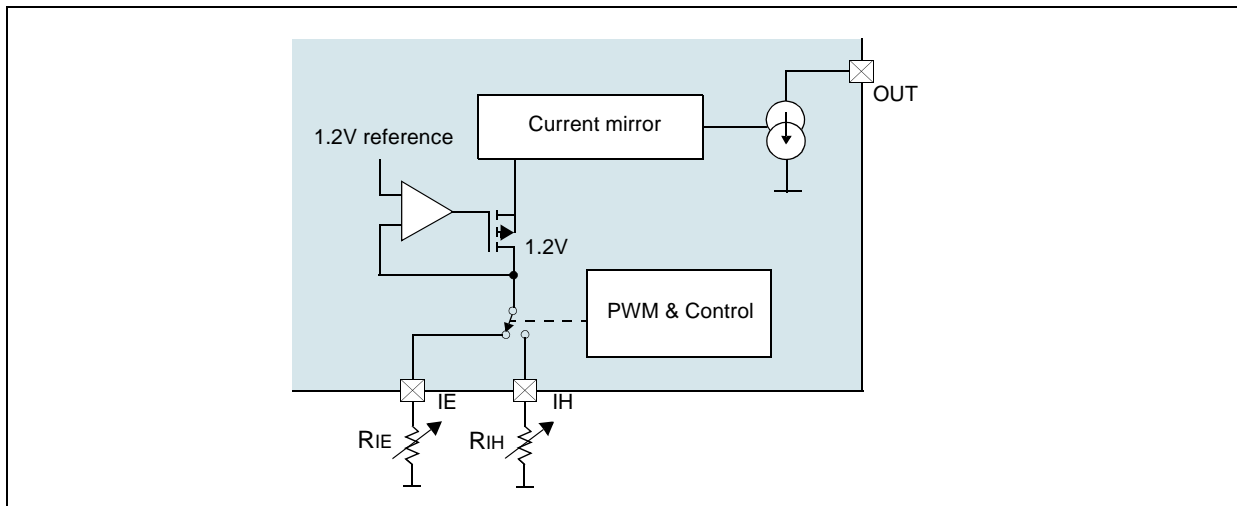 OUT
Current mirror
1.2V reference
1.2V
PWM & Control
IE
IH
RIE
RIH